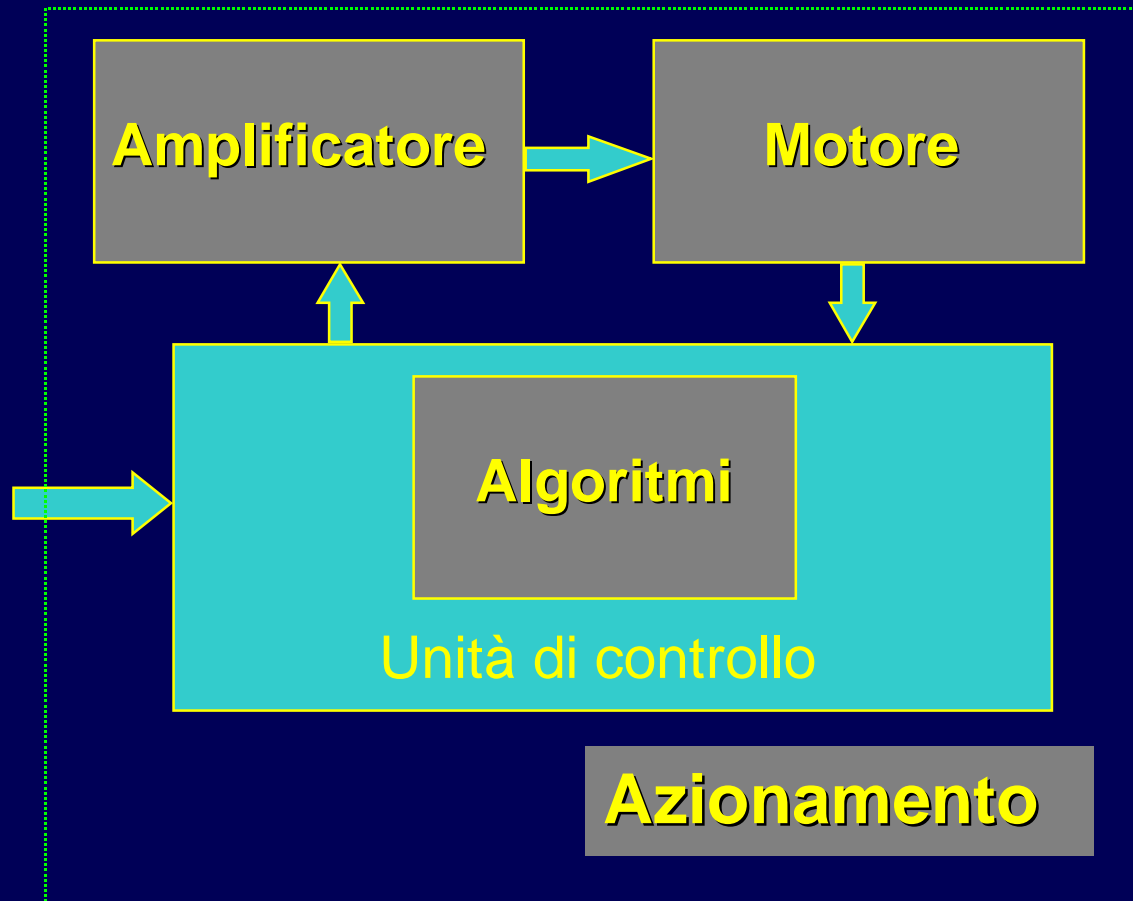 Amplificatore
Motore
Algoritmi
Unità di controllo
Azionamento